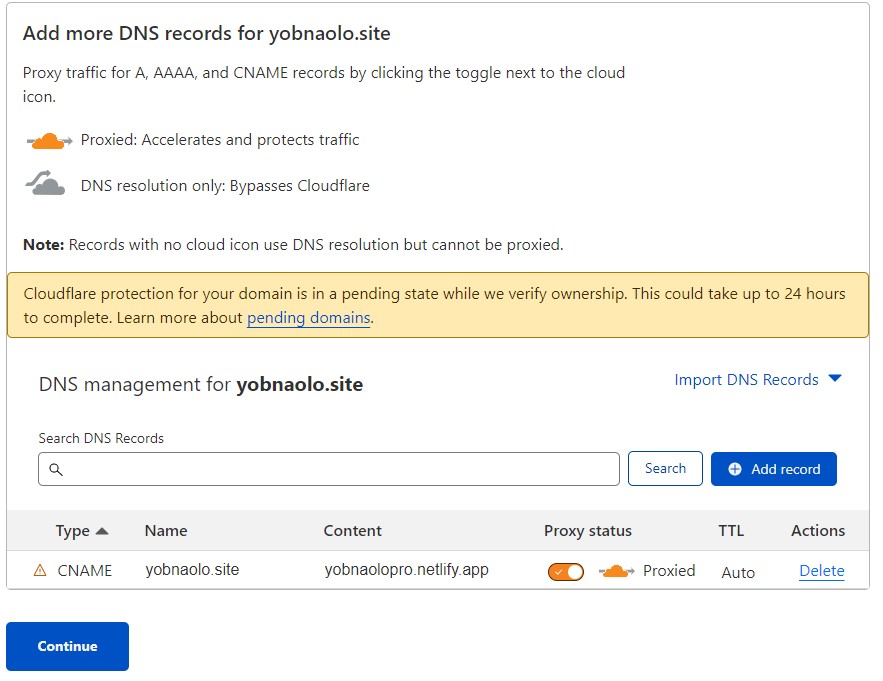 Add more DNS records for yobnaolo.site
Proxy traffic for A, AAAA, and CNAME records by clicking the toggle next to the cloud
icon.
Proxied: Accelerates and protects traffic
DNS resolution only: Bypasses Cloudflare
Note: Records with no cloud icon use DNS resolution but cannot be proxied.
Cloudflare protection for your domain is in a pending state while we verify ownership. This could take up to 24 hours
to complete. Learn more about pending domains.
DNS management for yobnaolo.site
Import DNS Records
Search DNS Records
Search
Add record
Type Name Content Proxy status TTL Actions
CNAME yobnaolo.site yobnaolopro.netlify.app Proxied Auto Delete
Continue